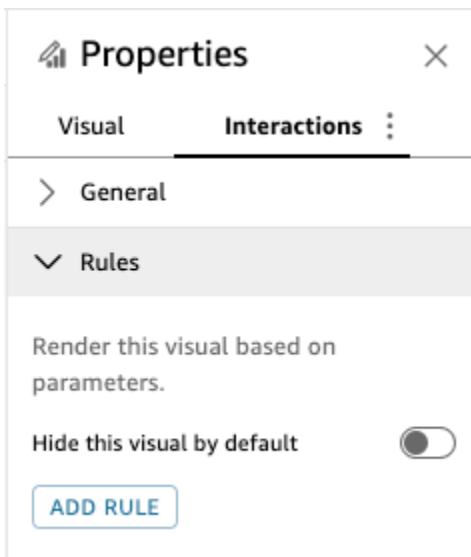 Properties
Visual Interactions
General
Rules
Render this visual based on
parameters.
Hide this visual by default
ADD RULE